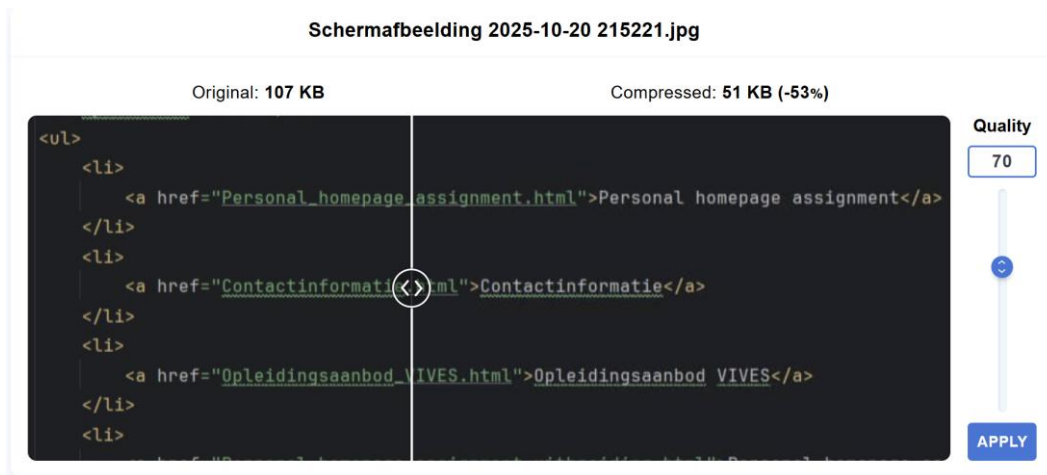 Schermafbeelding 2025-10-20 215221.jpg
Original: 107 KB
Compressed: 51 KB (-53%)
Quality
70
<ul>
<li>
<a href="Personal_homepage_assignment.html">Personal homepage assignment</a>
</li>
<li>
<a href="Contactinformatie.html">Contactinformatie</a>
</li>
<li>
<a href="Opleidingsaanbod_VIVES.html">Opleidingsaanbod VIVES</a>
</li>
<li>
APPLY